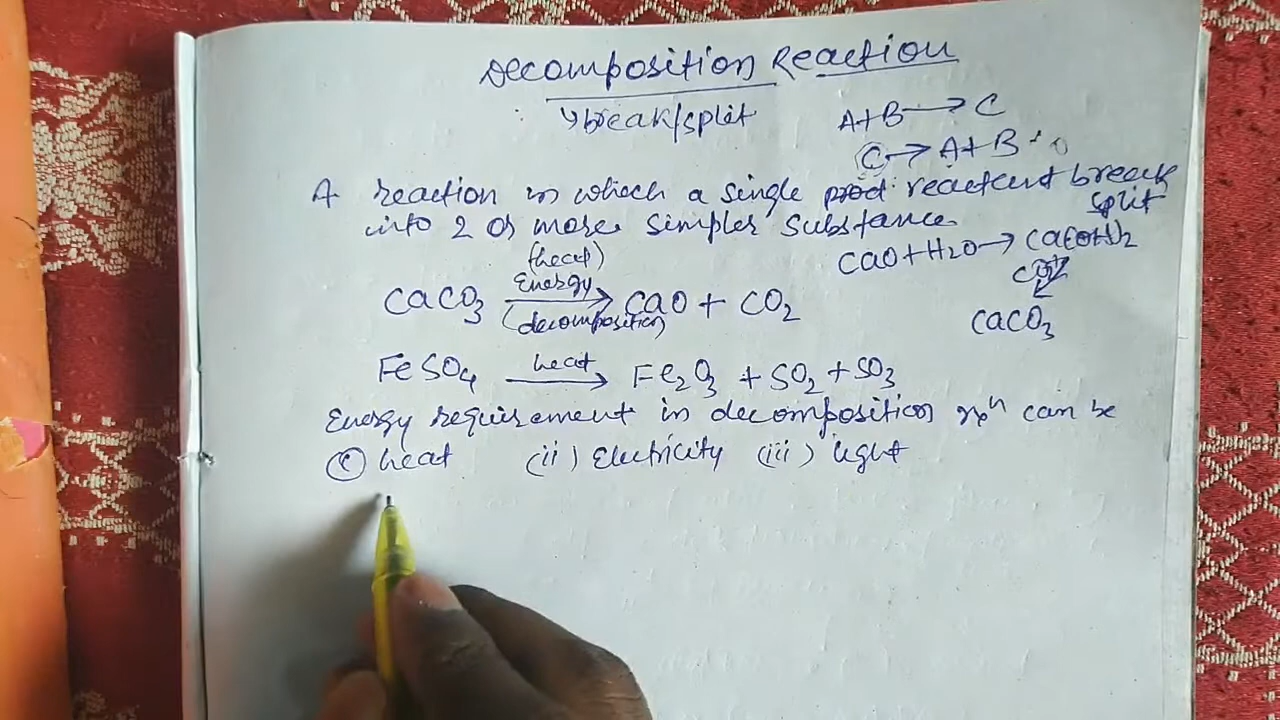 Decomposition Reaction
↳break/split
A+B → C
C → A+B
A reaction in which a single reactant break
split
into 2 or more simpler substance
CaO+H2O → Ca(OH)2
(heat)
Energy
CaCO3 → CaO + CO2
(decomposition)
CO2
CaCO3
heat
FeSO4 → Fe2O3 + SO2 + SO3
Energy requirement in decomposition rxn can be
(i) heat (ii) Electricity (iii) light